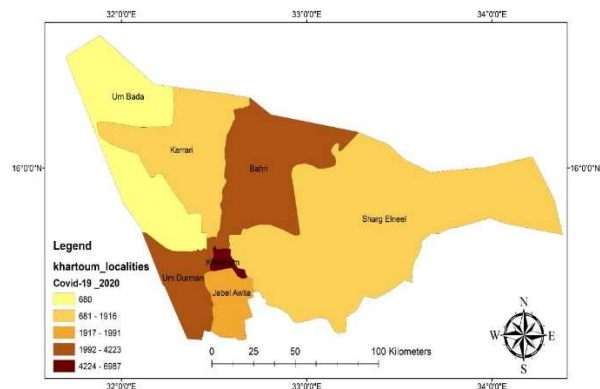 32°0'0"E 33°0'0"E 34°0'0"E
Um Bada
Karrari
Bahri
16°0'0"N 16°0'0"N
Sharg Elneel
Khartoum
Um Durman
Jebel Awlia
Legend
khartoum_localities
Covid-19 _2020
680
681 - 1916
1917 - 1991
1992 - 4223
4224 - 6987
0 25 50 100 Kilometers
N
W E
S
32°0'0"E 33°0'0"E 34°0'0"E